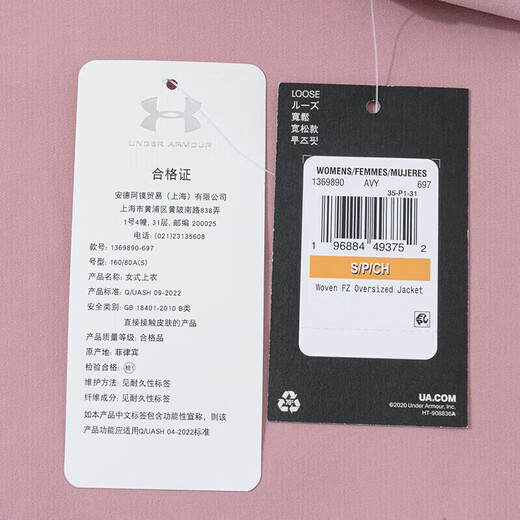 UNDER ARMOUR
合格证
安德阿镆贸易（上海）有限公司
上海市黄浦区黄陂南路838弄
1号4幢, 31层, 邮编 200025
电话: (021)23135608
款号: 1369890-697
号型: 160/80A(S)
产品名称: 女式上衣
产品标准: Q/UASH 09-2022
安全类别: GB 18401-2010 B类
直接接触皮肤的产品
产品质量等级: 合格品
原产地: 菲律宾
检验合格: 检1
维护方法: 见耐久性标签
纤维成分: 见耐久性标签
如本产品中文标签包含功能性宣称, 则该
产品功能应适用Q/UASH 04-2022标准
LOOSE
ルーズ
寬鬆
宽松款
루즈핏
WOMENS/FEMMES/MUJERES
1369890 AVY 697
35-P1-31
1 96884 49375 2
S/P/CH
Woven FZ Oversized Jacket
70%
UA.COM
©2020 Under Armour, Inc.
HT-908836A